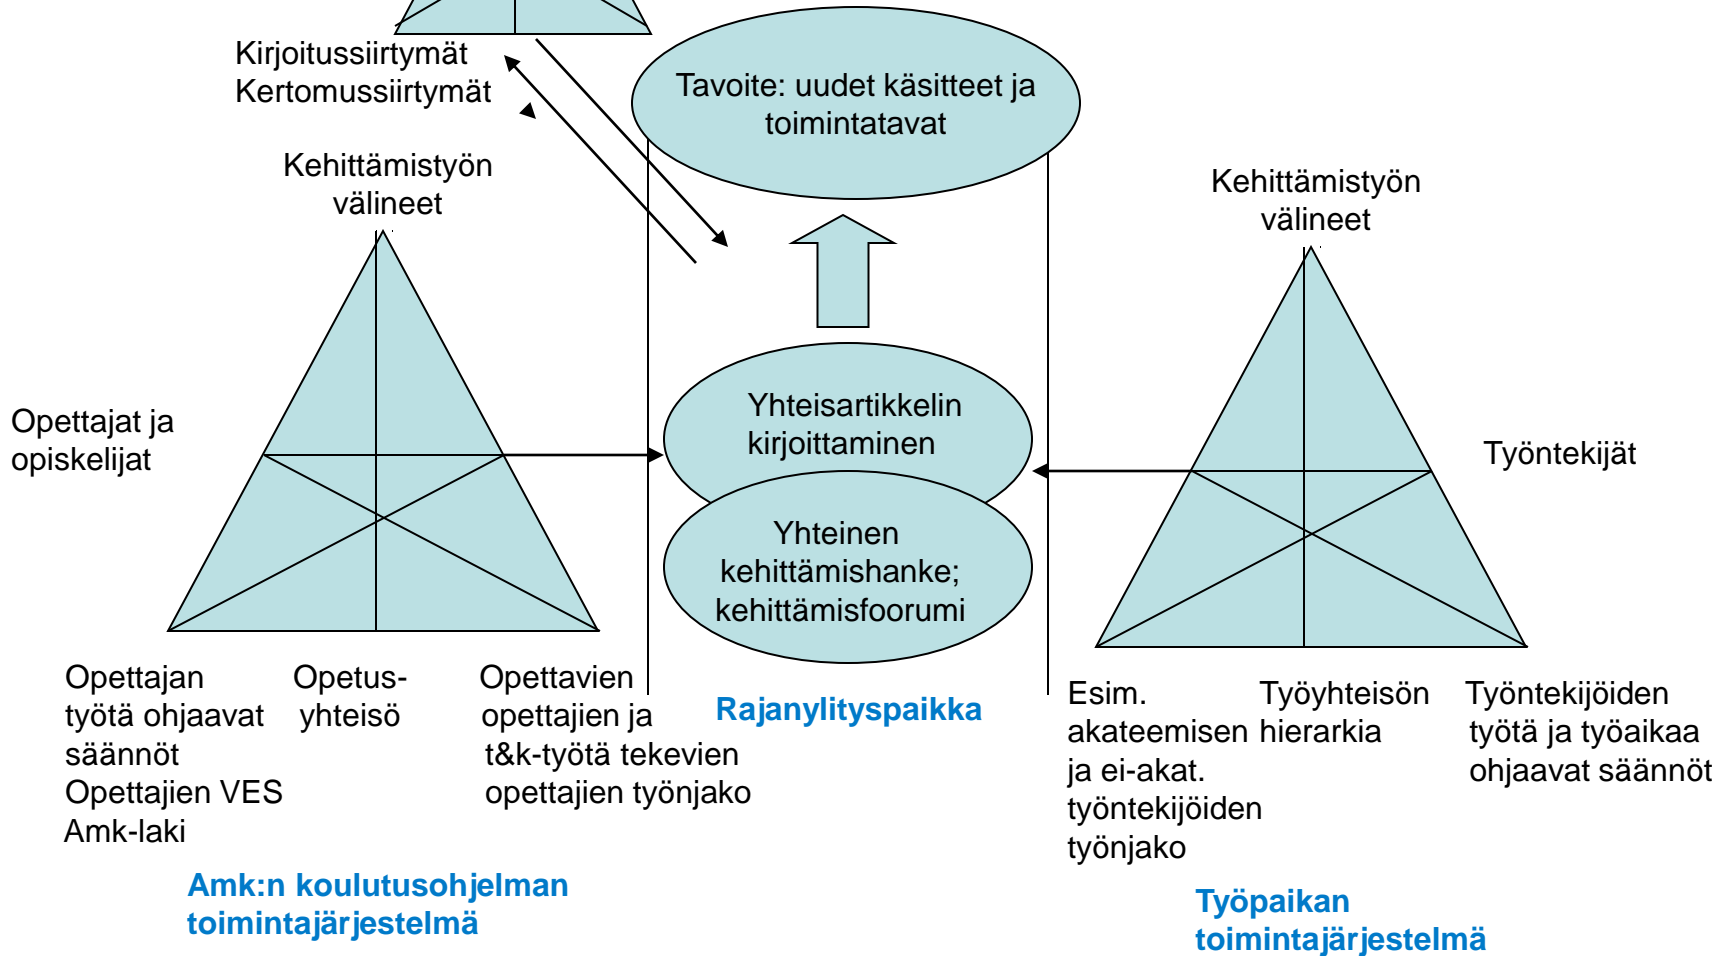 Kirjoitussiirtymät
Kertomussiirtymät
Tavoite: uudet käsitteet ja
toimintatavat
Kehittämistyön
välineet
Kehittämistyön
välineet
Opettajat ja
opiskelijat
Yhteisartikkelin
kirjoittaminen
Työntekijät
Yhteinen
kehittämishanke;
kehittämisfoorumi
Opettajan
työtä ohjaavat
säännöt
Opettajien VES
Amk-laki
Opetus-
yhteisö
Opettavien
opettajien ja
t&k-työtä tekevien
opettajien työnjako
Rajanylityspaikka
Esim.
akateemisen
ja ei-akat.
työntekijöiden
työnjako
Työyhteisön
hierarkia
Työntekijöiden
työtä ja työaikaa
ohjaavat säännöt
Amk:n koulutusohjelman
toimintajärjestelmä
Työpaikan
toimintajärjestelmä